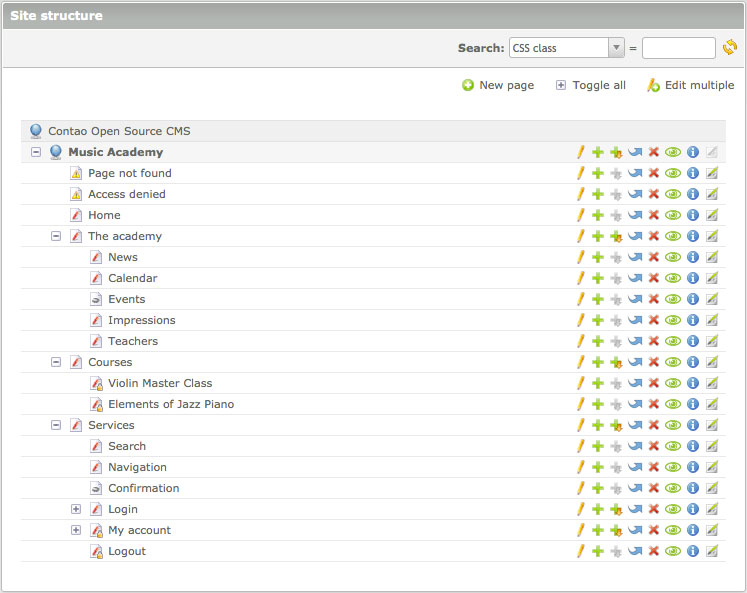 Site structure
Search: CSS class =
New page Toggle all Edit multiple
Contao Open Source CMS
Music Academy
Page not found
Access denied
Home
The academy
News
Calendar
Events
Impressions
Teachers
Courses
Violin Master Class
Elements of Jazz Piano
Services
Search
Navigation
Confirmation
Login
My account
Logout